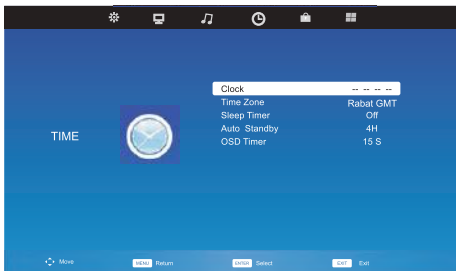 Clock -- -- -- --
Time Zone Rabat GMT
Sleep Timer Off
Auto Standby 4H
OSD Timer 15 S
TIME
Move MENU Return ENTER Select EXIT Exit